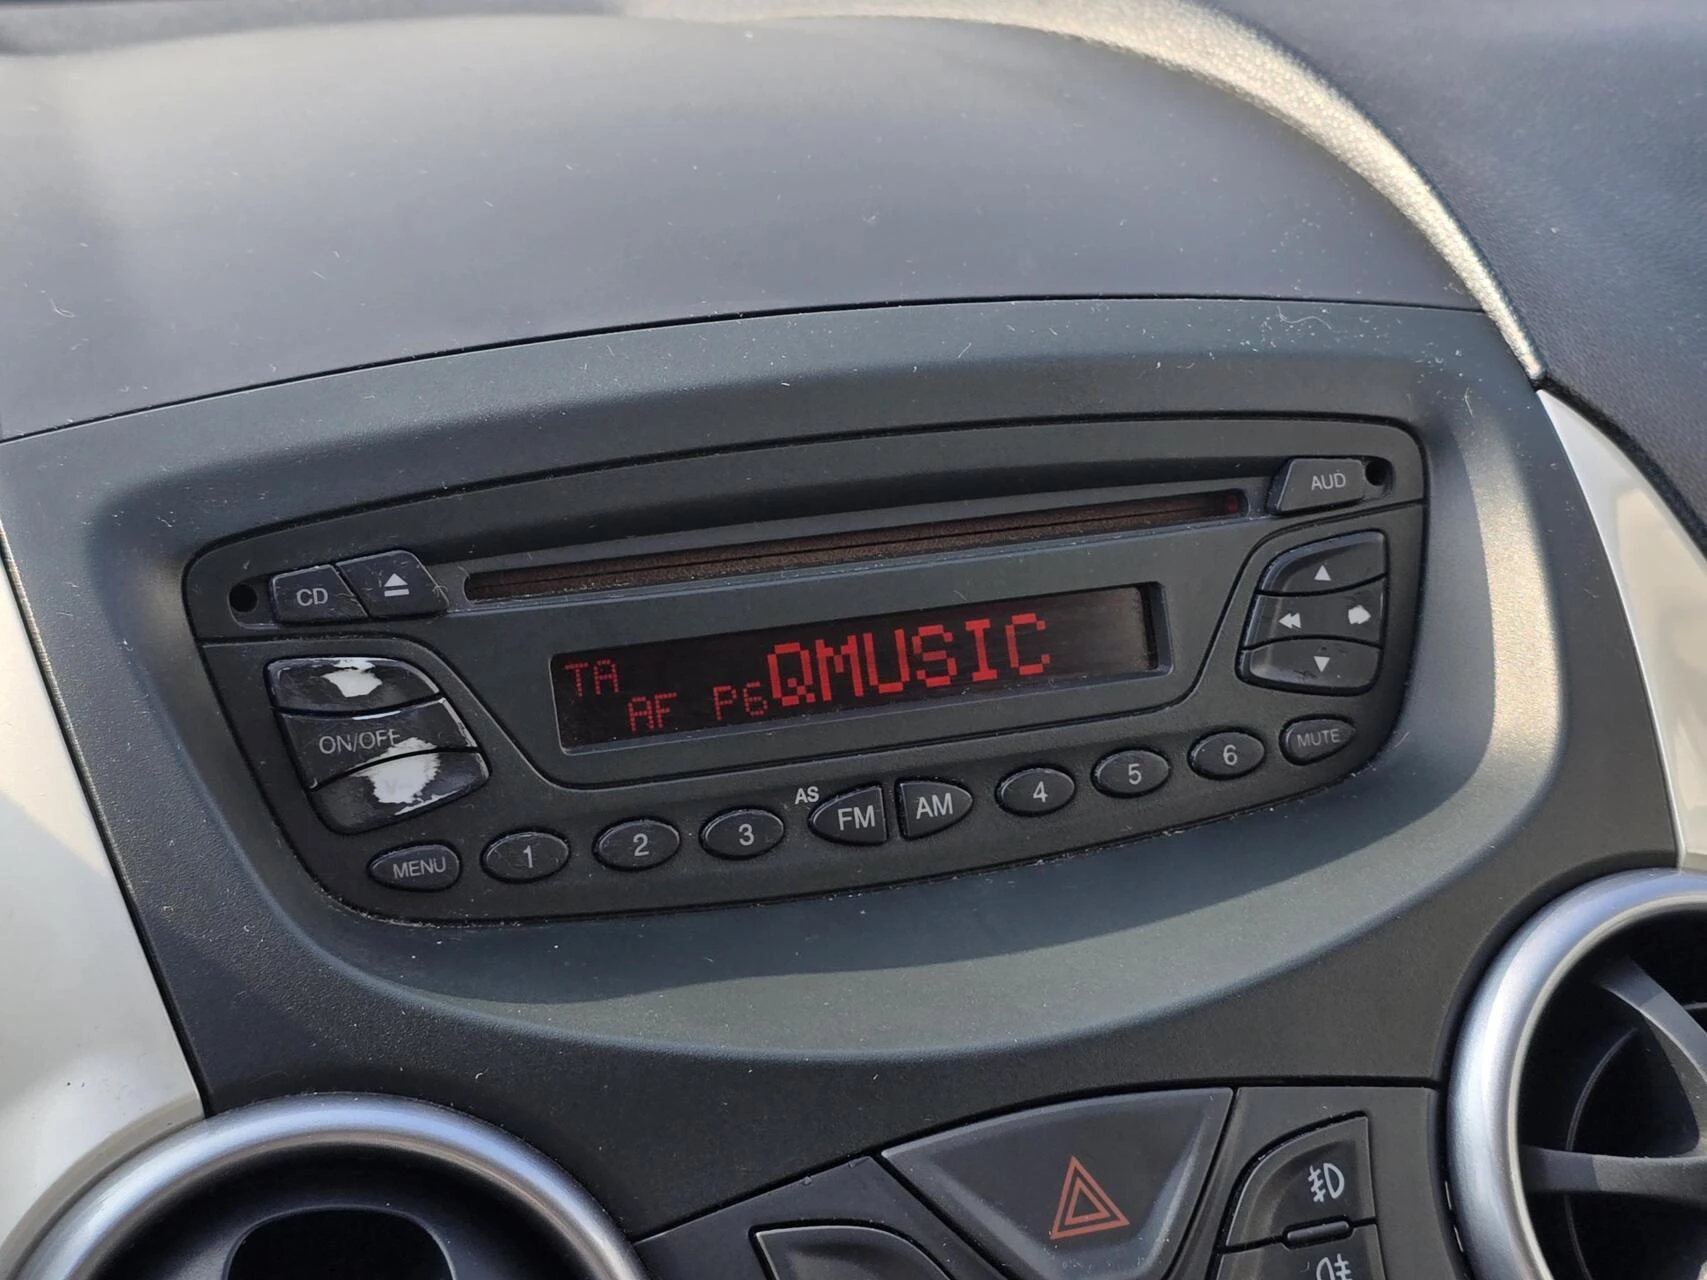 AUD
CD
TA
AF P6 QMUSIC
ON/OFF
MENU 1 2 3 AS FM AM 4 5 6 MUTE